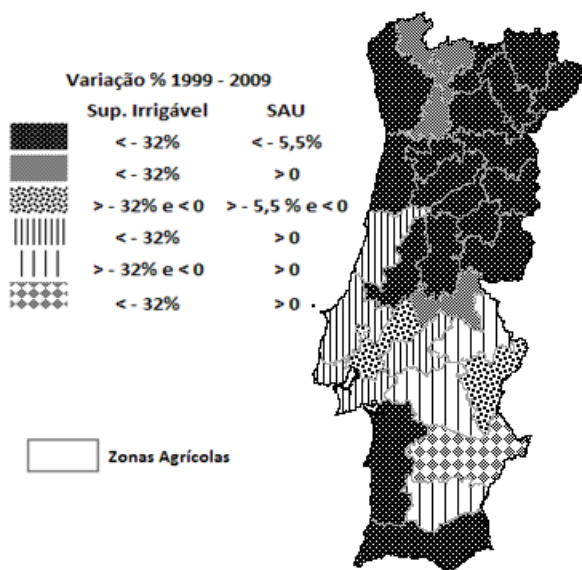 Variação % 1999 - 2009
Sup. Irrigável SAU
< - 32% < - 5,5%
< - 32% > 0
> - 32% e < 0 > - 5,5 % e < 0
< - 32% > 0
> - 32% e < 0 > 0
< - 32% > 0
Zonas Agrícolas